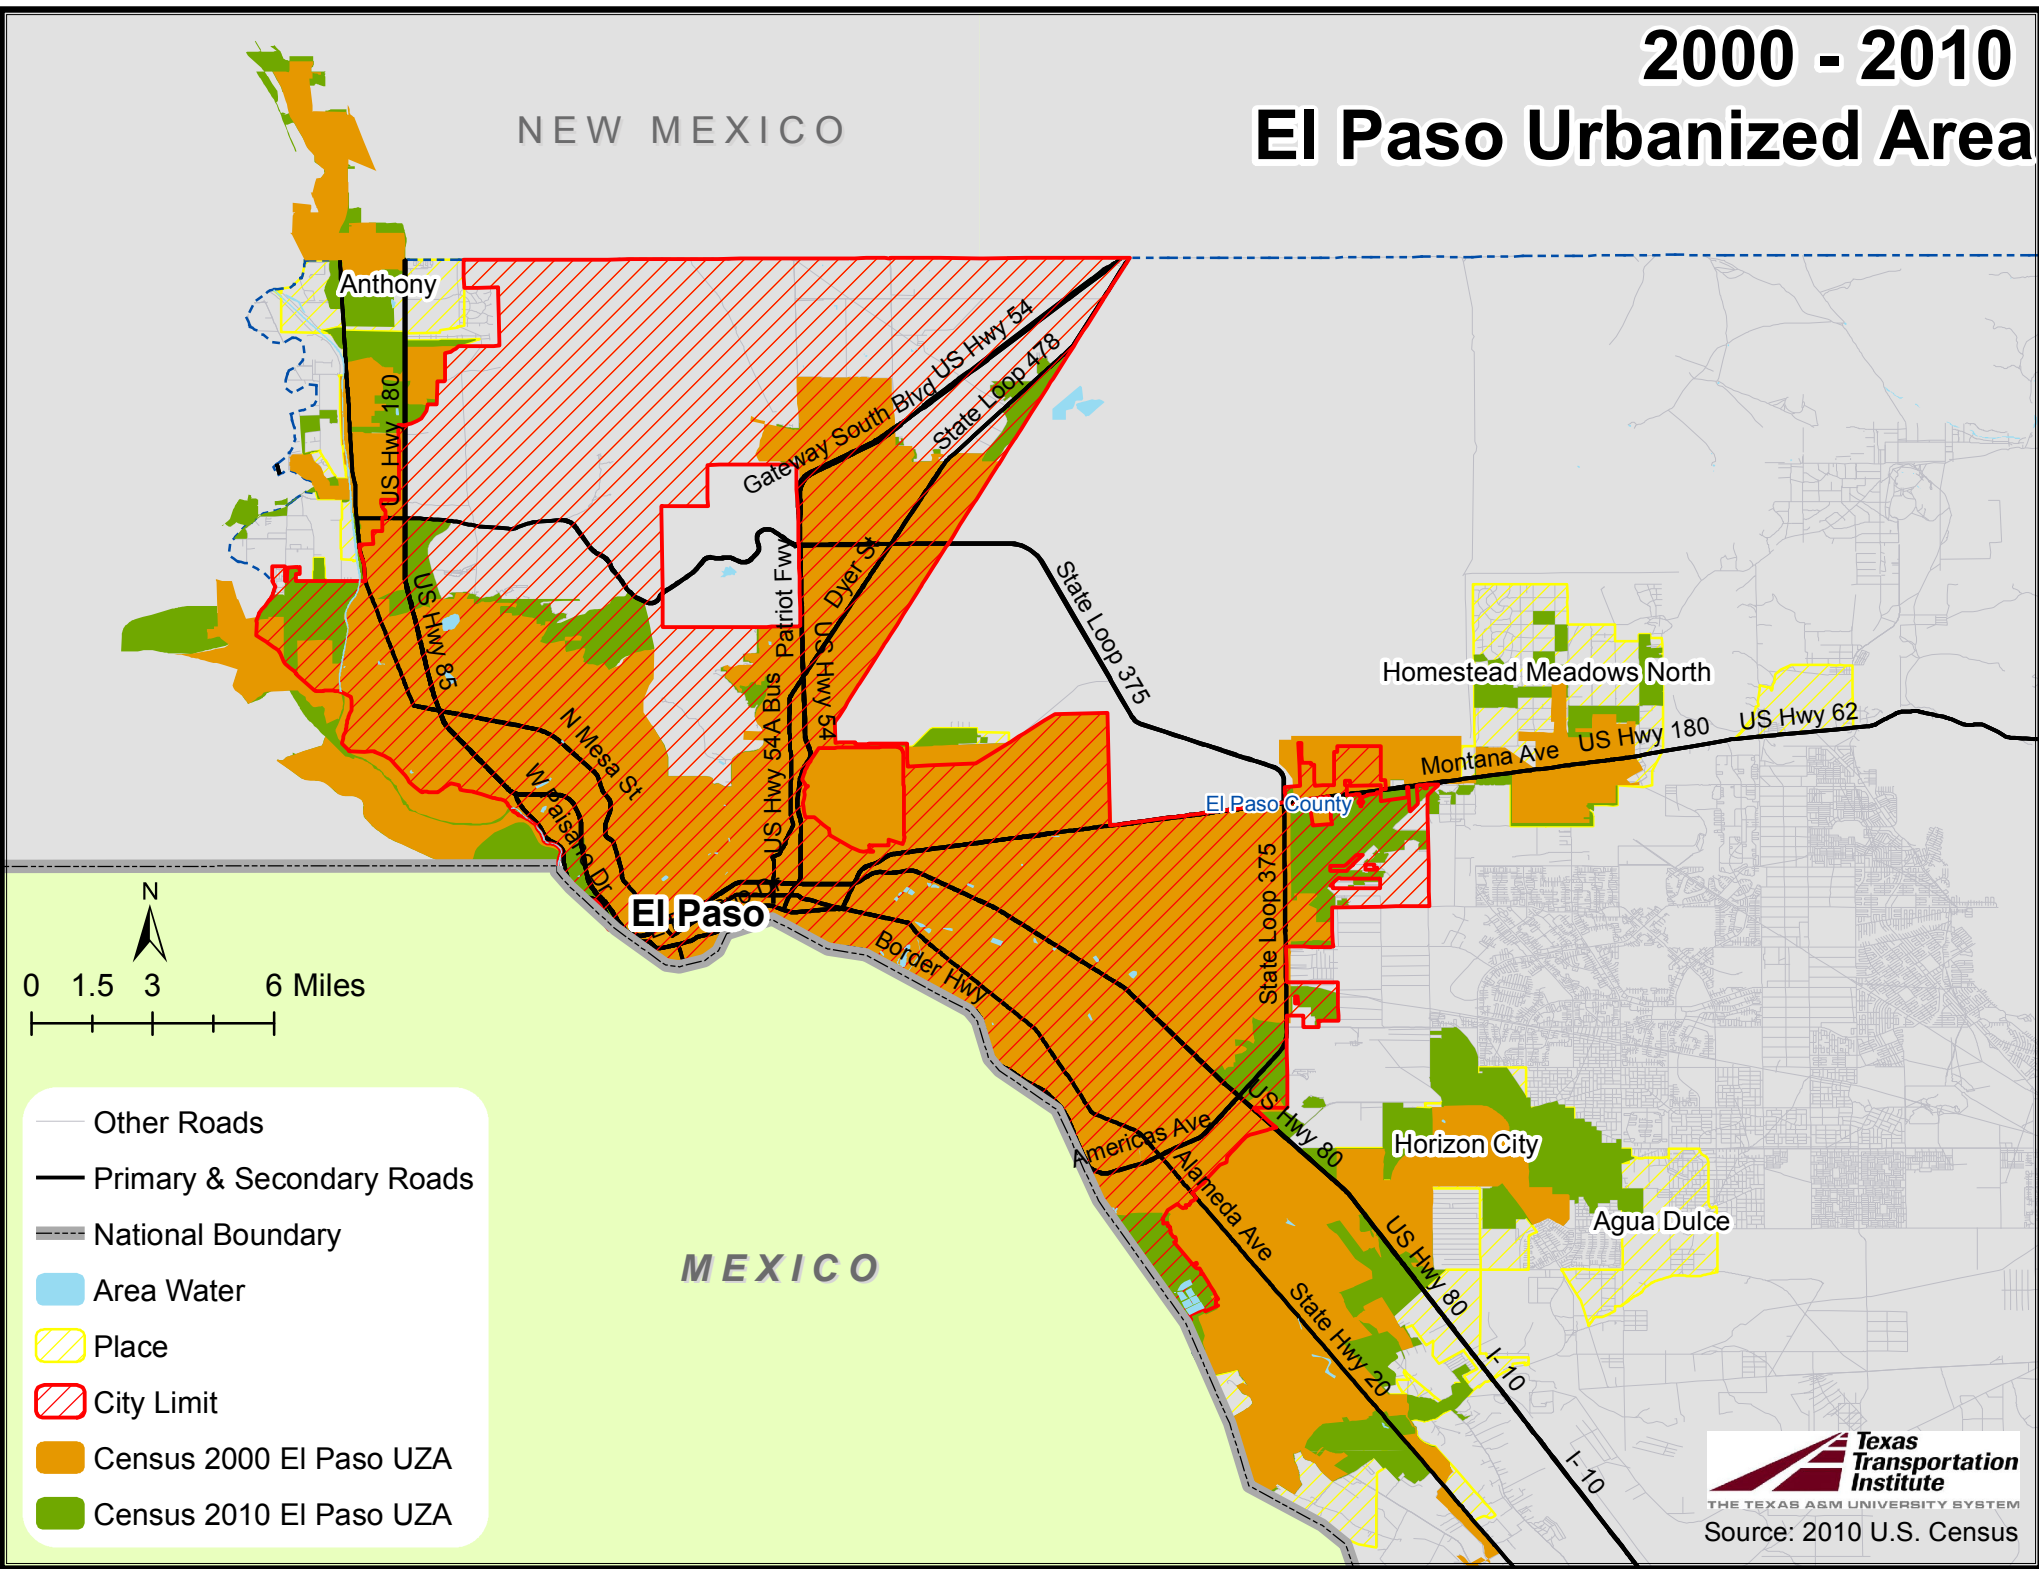 2000 - 2010
El Paso Urbanized Area
NEW MEXICO
Anthony
US Hwy 54
State Loop 478
Gateway South Blvd
US Hwy 180
Patriot Fwy
Dyer St
State Loop 375
US Hwy 85
US Hwy 54
US Hwy 54A Bus
Homestead Meadows North
US Hwy 62
US Hwy 180
Montana Ave
N Mesa St
W Paisano Dr
El Paso County
State Loop 375
El Paso
Border Hwy
N
0 1.5 3 6 Miles
US Hwy 80
Americas Ave
Horizon City
Alameda Ave
Agua Dulce
US Hwy 80
MEXICO
State Hwy 20
I- 10
I- 10
Other Roads
Primary & Secondary Roads
National Boundary
Area Water
Place
City Limit
Census 2000 El Paso UZA
Census 2010 El Paso UZA
Texas
Transportation
Institute
THE TEXAS A&M UNIVERSITY SYSTEM
Source: 2010 U.S. Census